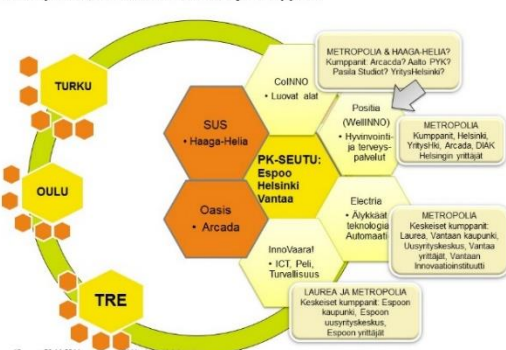 TURKU
OULU
TRE
CoINNO
• Luovat alat
SUS
• Haaga-Helia
PK-SEUTU:
Espoo
Helsinki
Vantaa
Oasis
• Arcada
Positia
(WellINNO)
• Hyvinvointi-
ja terveys-
palvelut
Electria
• Älykkäät
teknologia
Automaati
InnoVaara!
• ICT, Peli,
Turvallisuus
METROPOLIA & HAAGA-HELIA?
Kumppanit: Arcacda? Aalto PYK?
Pasila Studiot? YritysHelsinki?
METROPOLIA
Kumppanit, Helsinki,
YritysHki, Arcada, DIAK
Helsingin yrittäjät
METROPOLIA
Keskeiset kumppanit:
Laurea, Vantaan kaupunki,
Uusyrityskeskus, Vantaa
yrittäjät, Vantaan
Innovaatioinstituutti
LAUREA JA METROPOLIA
Keskeiset kumppanit: Espoon
kaupunki, Espoon
uusyrityskeskus,
Espoon yrittäjät